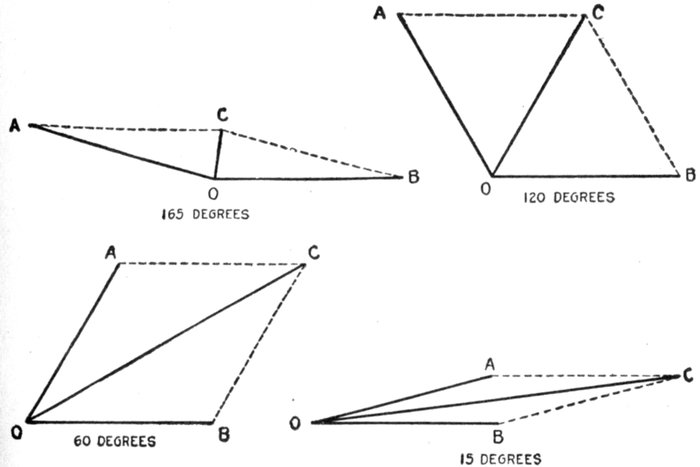 A C
O B
165 DEGREES
A C
O B
120 DEGREES
A C
O B
60 DEGREES
A
O C
B
15 DEGREES